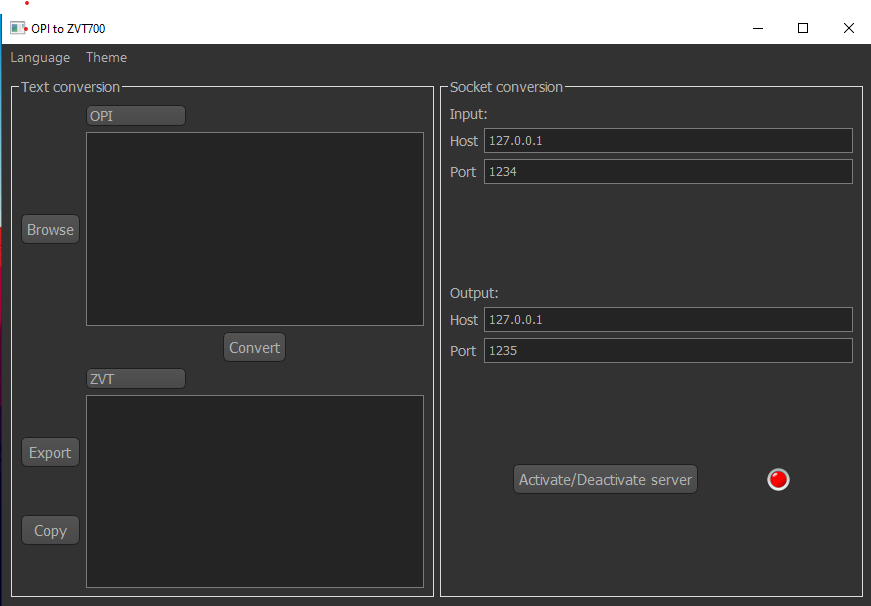 OPI to ZVT700
Language Theme
Text conversion
OPI
Browse
Convert
ZVT
Export
Copy
Socket conversion
Input:
Host 127.0.0.1
Port 1234
Output:
Host 127.0.0.1
Port 1235
Activate/Deactivate server